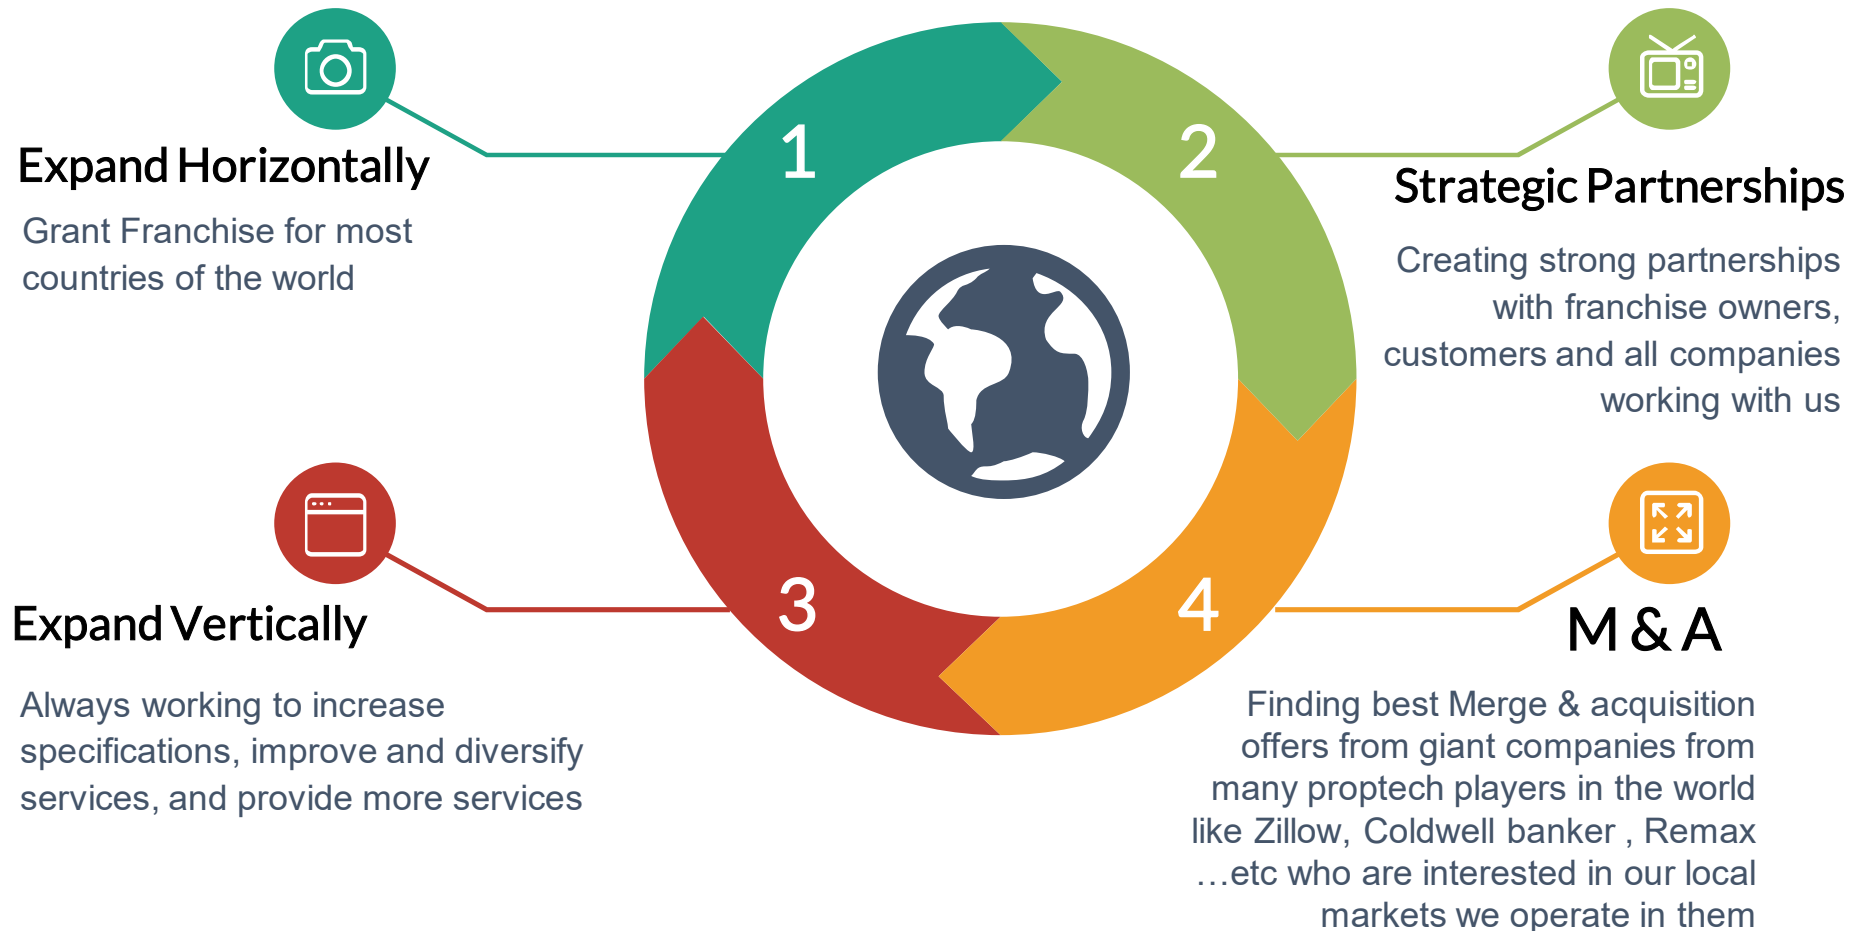 1
Expand Horizontally
Grant Franchise for most
countries of the world
2
Strategic Partnerships
Creating strong partnerships
with franchise owners,
customers and all companies
working with us
3
Expand Vertically
Always working to increase
specifications, improve and diversify
services, and provide more services
4
M & A
Finding best Merge & acquisition
offers from giant companies from
many proptech players in the world
like Zillow, Coldwell banker , Remax
…etc who are interested in our local
markets we operate in them